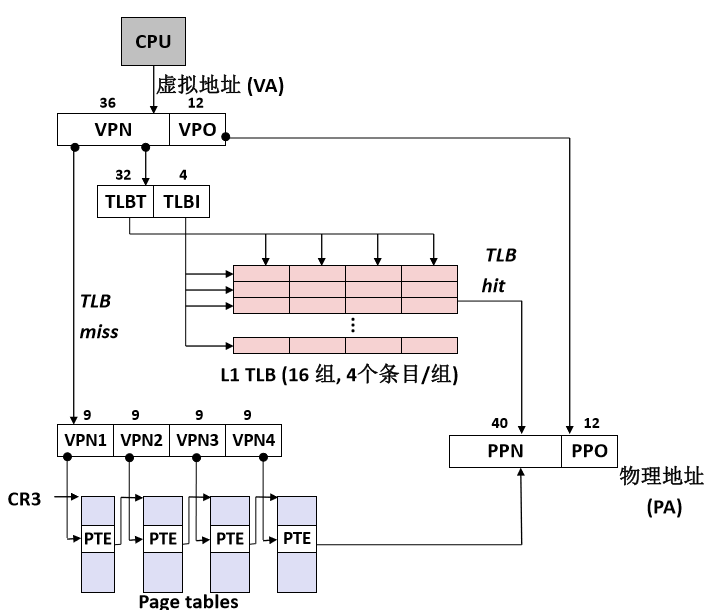 CPU
虚拟地址 (VA)
36 12
VPN VPO
32 4
TLBT TLBI
TLB
hit
TLB
miss
⋮
L1 TLB (16 组, 4个条目/组)
9 9 9 9
VPN1 VPN2 VPN3 VPN4
40 12
PPN PPO
物理地址
(PA)
CR3
PTE PTE PTE PTE
Page tables